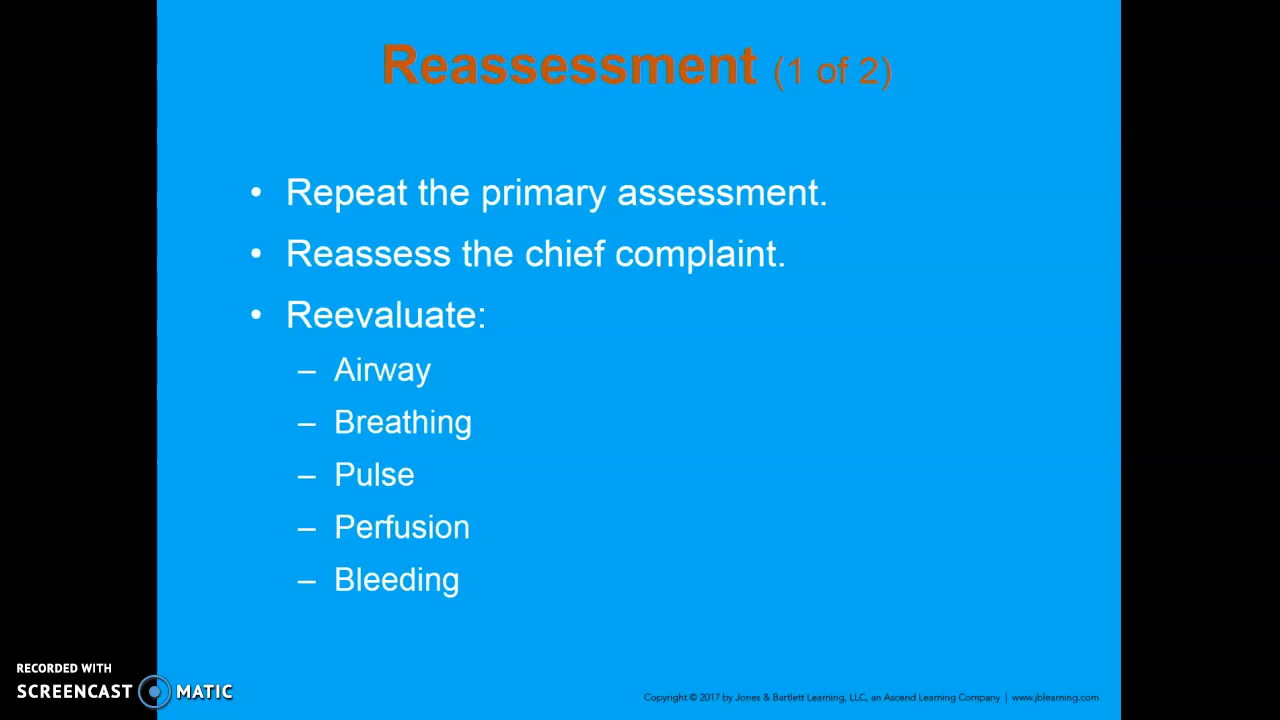 Reassessment (1 of 2)
• Repeat the primary assessment.
• Reassess the chief complaint.
• Reevaluate:
– Airway
– Breathing
– Pulse
– Perfusion
– Bleeding
RECORDED WITH
SCREENCAST MATIC
Copyright © 2017 by Jones & Bartlett Learning, LLC, an Ascend Learning Company | www.jblearning.com